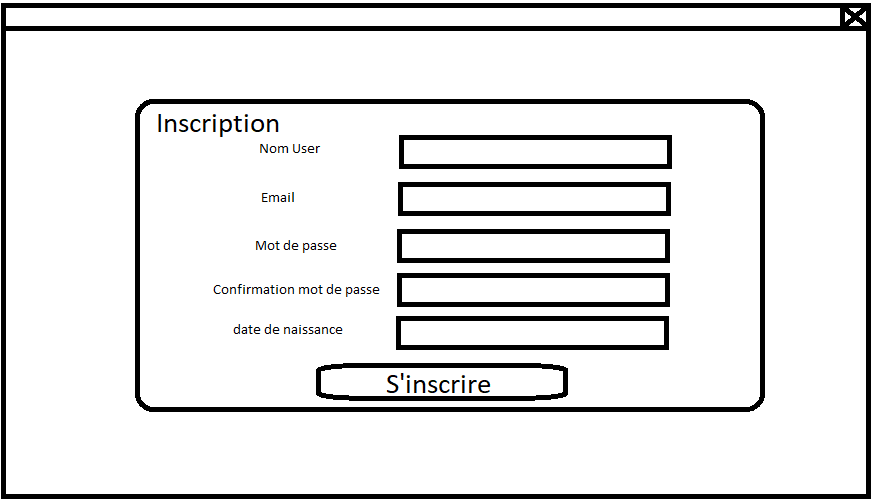 Inscription
Nom User
Email
Mot de passe
Confirmation mot de passe
date de naissance
S'inscrire